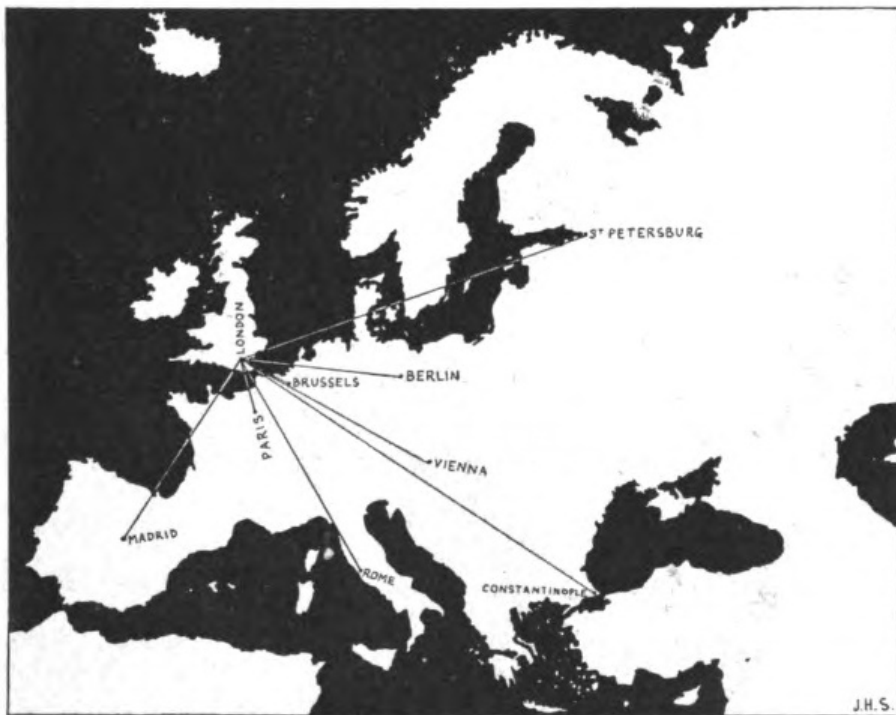 Sᵀ PETERSBURG
LONDON
BRUSSELS
BERLIN
PARIS
VIENNA
MADRID
ROME
CONSTANTINOPLE
J.H.S.